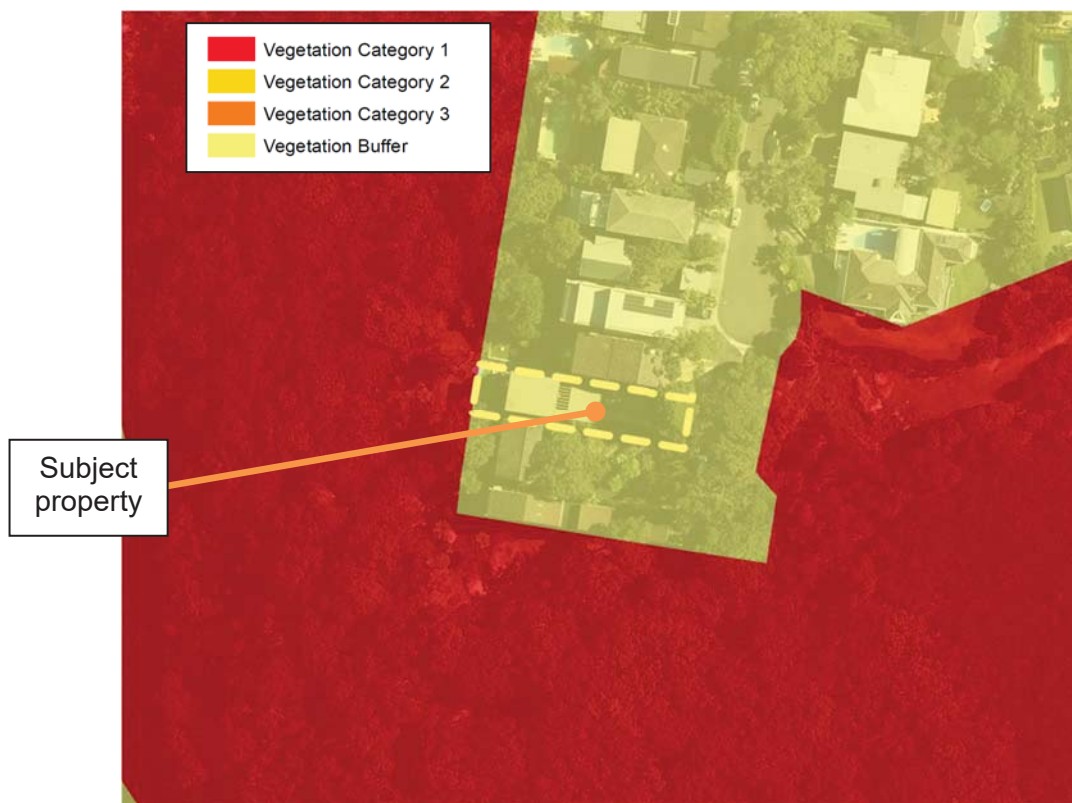 Vegetation Category 1
Vegetation Category 2
Vegetation Category 3
Vegetation Buffer
Subject
property